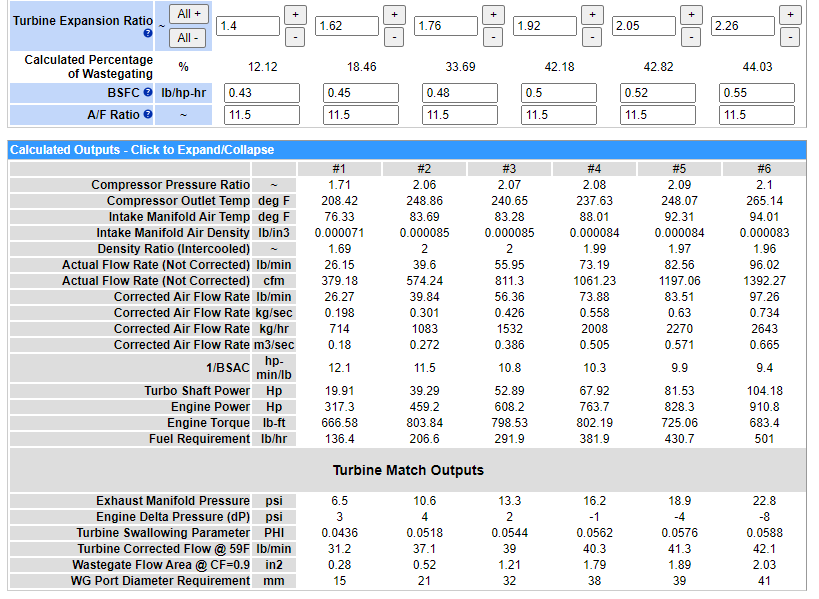 Turbine Expansion Ratio ? ~ All + All - 1.4 + - 1.62 + - 1.76 + - 1.92 + - 2.05 + - 2.26 + -
Calculated Percentage of Wastegating % 12.12 18.46 33.69 42.18 42.82 44.03
BSFC ? lb/hp-hr 0.43 0.45 0.48 0.5 0.52 0.55
A/F Ratio ? ~ 11.5 11.5 11.5 11.5 11.5 11.5
Calculated Outputs - Click to Expand/Collapse
#1 #2 #3 #4 #5 #6
Compressor Pressure Ratio ~ 1.71 2.06 2.07 2.08 2.09 2.1
Compressor Outlet Temp deg F 208.42 248.86 240.65 237.63 248.07 265.14
Intake Manifold Air Temp deg F 76.33 83.69 83.28 88.01 92.31 94.01
Intake Manifold Air Density lb/in3 0.000071 0.000085 0.000085 0.000084 0.000084 0.000083
Density Ratio (Intercooled) ~ 1.69 2 2 1.99 1.97 1.96
Actual Flow Rate (Not Corrected) lb/min 26.15 39.6 55.95 73.19 82.56 96.02
Actual Flow Rate (Not Corrected) cfm 379.18 574.24 811.3 1061.23 1197.06 1392.27
Corrected Air Flow Rate lb/min 26.27 39.84 56.36 73.88 83.51 97.26
Corrected Air Flow Rate kg/sec 0.198 0.301 0.426 0.558 0.63 0.734
Corrected Air Flow Rate kg/hr 714 1083 1532 2008 2270 2643
Corrected Air Flow Rate m3/sec 0.18 0.272 0.386 0.505 0.571 0.665
1/BSAC hp-min/lb 12.1 11.5 10.8 10.3 9.9 9.4
Turbo Shaft Power Hp 19.91 39.29 52.89 67.92 81.53 104.18
Engine Power Hp 317.3 459.2 608.2 763.7 828.3 910.8
Engine Torque lb-ft 666.58 803.84 798.53 802.19 725.06 683.4
Fuel Requirement lb/hr 136.4 206.6 291.9 381.9 430.7 501
Turbine Match Outputs
Exhaust Manifold Pressure psi 6.5 10.6 13.3 16.2 18.9 22.8
Engine Delta Pressure (dP) psi 3 4 2 -1 -4 -8
Turbine Swallowing Parameter PHI 0.0436 0.0518 0.0544 0.0562 0.0576 0.0588
Turbine Corrected Flow @ 59F lb/min 31.2 37.1 39 40.3 41.3 42.1
Wastegate Flow Area @ CF=0.9 in2 0.28 0.52 1.21 1.79 1.89 2.03
WG Port Diameter Requirement mm 15 21 32 38 39 41